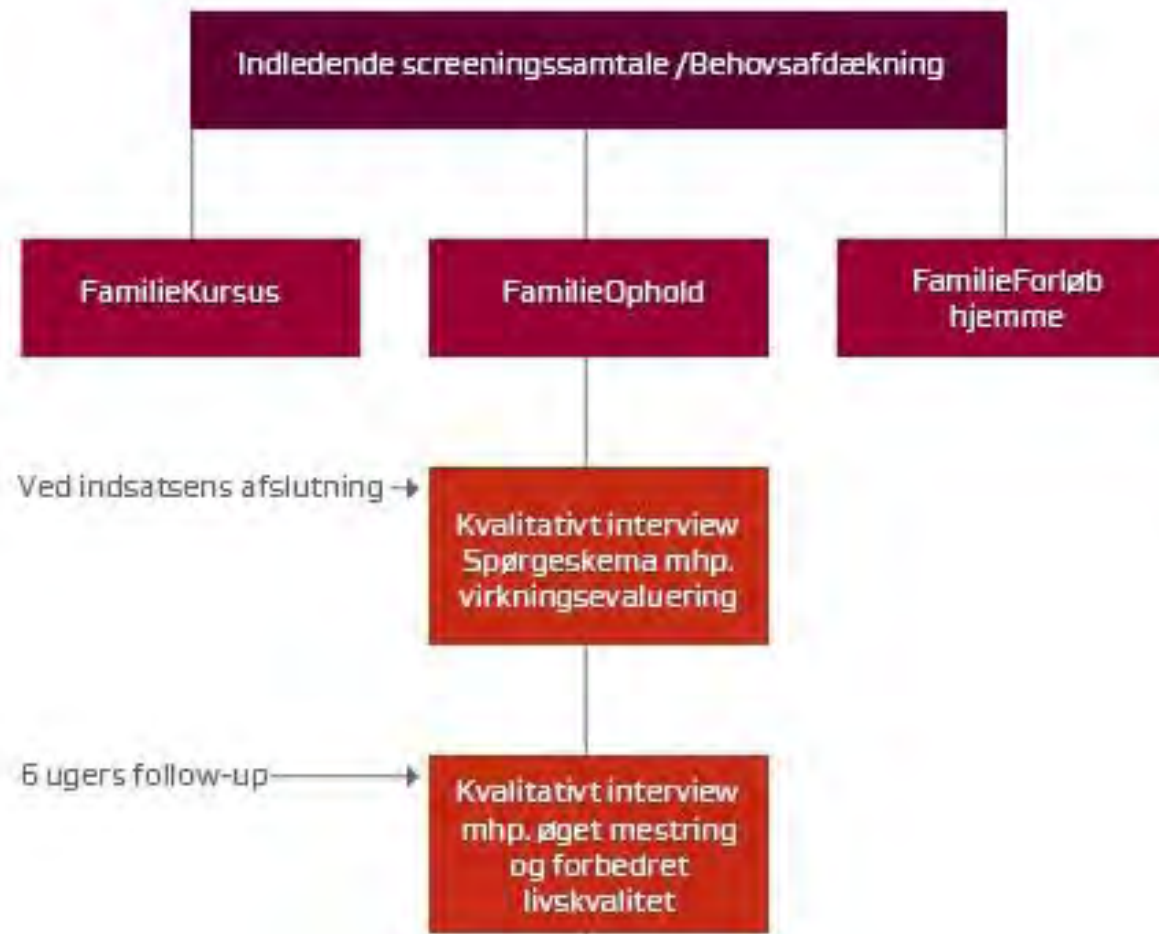 Indledende screeningssamtale /Behovsafdækning
FamilieKursus
FamilieOphold
FamilieForløb
hjemme
Ved indsatsens afslutning
Kvalitativt interview
Spørgeskema mhp.
virkningsevaluering
6 ugers follow-up
Kvalitativt interview
mhp. øget mestring
og forbedret
livskvalitet